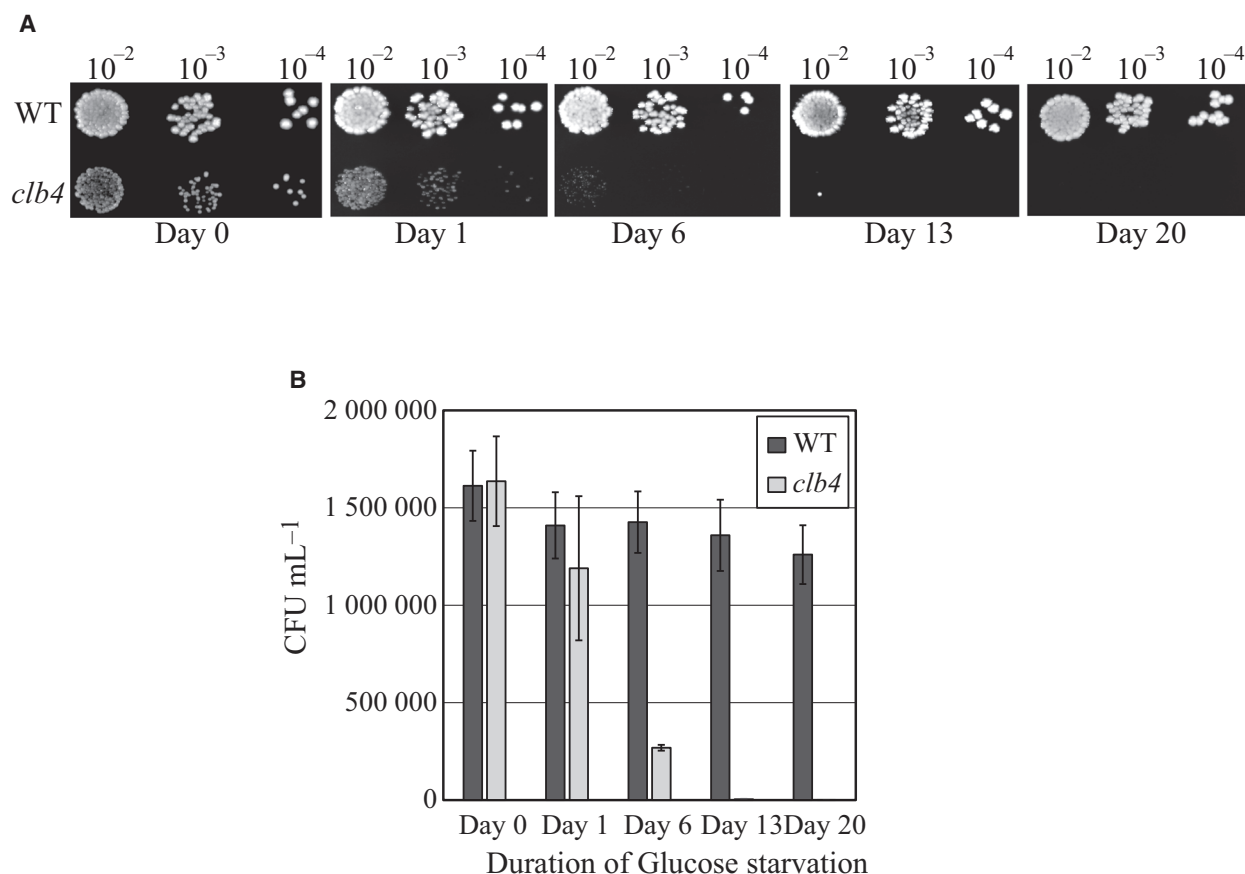 A
10⁻² 10⁻³ 10⁻⁴ 10⁻² 10⁻³ 10⁻⁴ 10⁻² 10⁻³ 10⁻⁴ 10⁻² 10⁻³ 10⁻⁴ 10⁻² 10⁻³ 10⁻⁴
WT
clb4
Day 0 Day 1 Day 6 Day 13 Day 20
B
2 000 000
WT
clb4
1 500 000
1 000 000
500 000
0
CFU mL⁻¹
Day 0 Day 1 Day 6 Day 13 Day 20
Duration of Glucose starvation